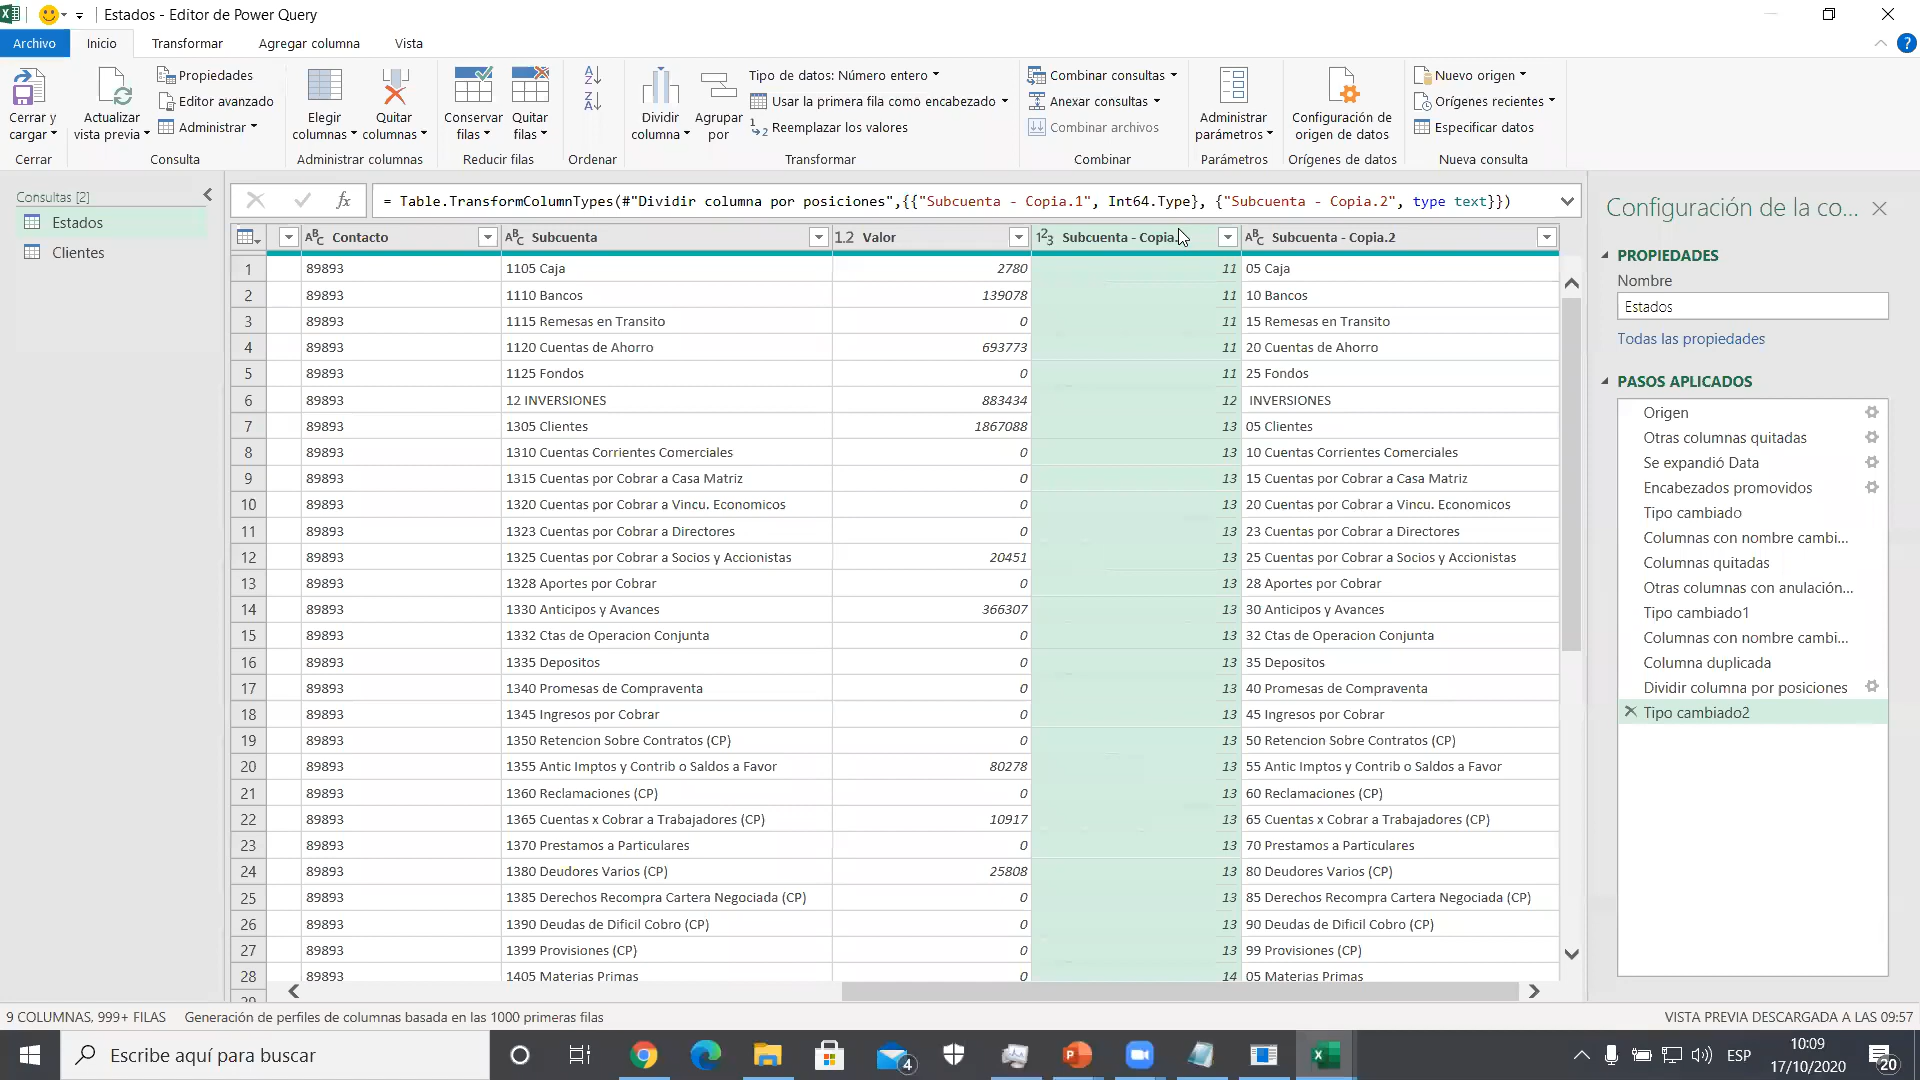 Estados - Editor de Power Query
Archivo Inicio Transformar Agregar columna Vista
Cerrar y cargar
Cerrar
Actualizar vista previa
Propiedades
Editor avanzado
Administrar
Consulta
Elegir columnas
Quitar columnas
Administrar columnas
Conservar filas
Quitar filas
Reducir filas
Ordenar
Dividir columna
Agrupar por
Tipo de datos: Número entero
Usar la primera fila como encabezado
Reemplazar los valores
Transformar
Combinar consultas
Anexar consultas
Combinar archivos
Combinar
Administrar parámetros
Parámetros
Configuración de origen de datos
Orígenes de datos
Nuevo origen
Orígenes recientes
Especificar datos
Nueva consulta
Consultas [2]
Estados
Clientes
fx = Table.TransformColumnTypes(#"Dividir columna por posiciones",{{"Subcuenta - Copia.1", Int64.Type}, {"Subcuenta - Copia.2", type text}})
Contacto Subcuenta 1.2 Valor Subcuenta - Copia. Subcuenta - Copia.2
1 89893 1105 Caja 2780 11 05 Caja
2 89893 1110 Bancos 139078 11 10 Bancos
3 89893 1115 Remesas en Transito 0 11 15 Remesas en Transito
4 89893 1120 Cuentas de Ahorro 693773 11 20 Cuentas de Ahorro
5 89893 1125 Fondos 0 11 25 Fondos
6 89893 12 INVERSIONES 883434 12 INVERSIONES
7 89893 1305 Clientes 1867088 13 05 Clientes
8 89893 1310 Cuentas Corrientes Comerciales 0 13 10 Cuentas Corrientes Comerciales
9 89893 1315 Cuentas por Cobrar a Casa Matriz 0 13 15 Cuentas por Cobrar a Casa Matriz
10 89893 1320 Cuentas por Cobrar a Vincu. Economicos 0 13 20 Cuentas por Cobrar a Vincu. Economicos
11 89893 1323 Cuentas por Cobrar a Directores 0 13 23 Cuentas por Cobrar a Directores
12 89893 1325 Cuentas por Cobrar a Socios y Accionistas 20451 13 25 Cuentas por Cobrar a Socios y Accionistas
13 89893 1328 Aportes por Cobrar 0 13 28 Aportes por Cobrar
14 89893 1330 Anticipos y Avances 366307 13 30 Anticipos y Avances
15 89893 1332 Ctas de Operacion Conjunta 0 13 32 Ctas de Operacion Conjunta
16 89893 1335 Depositos 0 13 35 Depositos
17 89893 1340 Promesas de Compraventa 0 13 40 Promesas de Compraventa
18 89893 1345 Ingresos por Cobrar 0 13 45 Ingresos por Cobrar
19 89893 1350 Retencion Sobre Contratos (CP) 0 13 50 Retencion Sobre Contratos (CP)
20 89893 1355 Antic Imptos y Contrib o Saldos a Favor 80278 13 55 Antic Imptos y Contrib o Saldos a Favor
21 89893 1360 Reclamaciones (CP) 0 13 60 Reclamaciones (CP)
22 89893 1365 Cuentas x Cobrar a Trabajadores (CP) 10917 13 65 Cuentas x Cobrar a Trabajadores (CP)
23 89893 1370 Prestamos a Particulares 0 13 70 Prestamos a Particulares
24 89893 1380 Deudores Varios (CP) 25808 13 80 Deudores Varios (CP)
25 89893 1385 Derechos Recompra Cartera Negociada (CP) 0 13 85 Derechos Recompra Cartera Negociada (CP)
26 89893 1390 Deudas de Dificil Cobro (CP) 0 13 90 Deudas de Dificil Cobro (CP)
27 89893 1399 Provisiones (CP) 0 13 99 Provisiones (CP)
28 89893 1405 Materias Primas 0 14 05 Materias Primas
29
Configuración de la co...
PROPIEDADES
Nombre
Estados
Todas las propiedades
PASOS APLICADOS
Origen
Otras columnas quitadas
Se expandió Data
Encabezados promovidos
Tipo cambiado
Columnas con nombre cambi...
Columnas quitadas
Otras columnas con anulación...
Tipo cambiado1
Columnas con nombre cambi...
Columna duplicada
Dividir columna por posiciones
Tipo cambiado2
9 COLUMNAS, 999+ FILAS Generación de perfiles de columnas basada en las 1000 primeras filas VISTA PREVIA DESCARGADA A LAS 09:57
Escribe aquí para buscar
4
ESP
10:09
17/10/2020
20